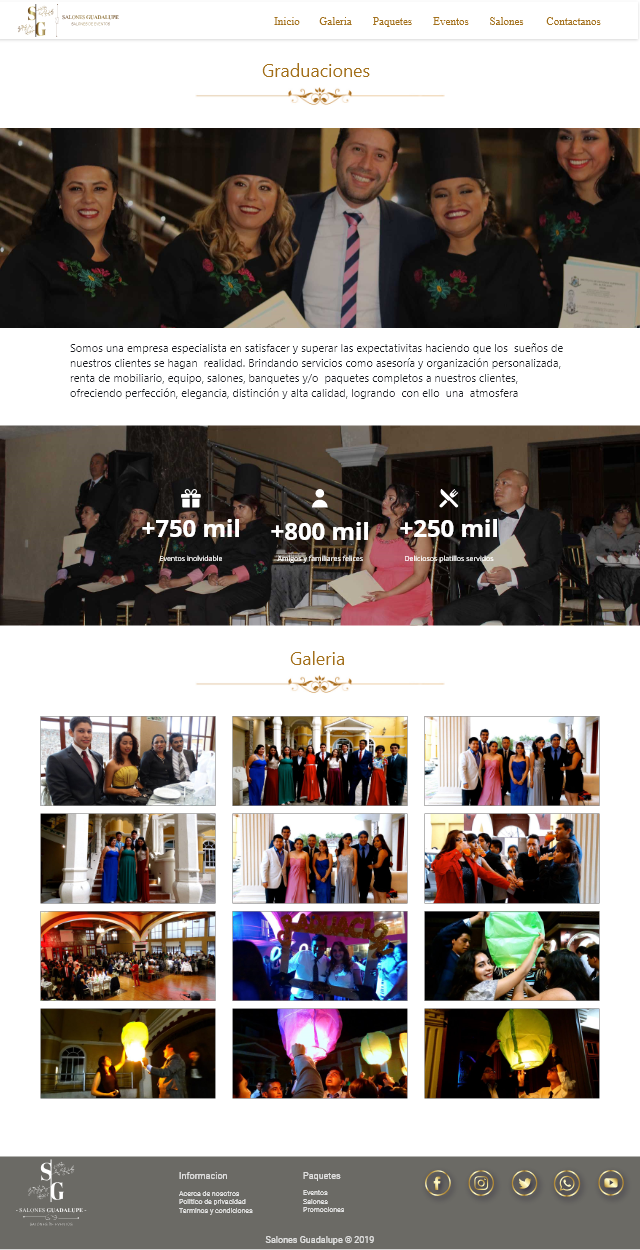 SG
SALONES GUADALUPE
SALONES DE EVENTOS
Inicio Galeria Paquetes Eventos Salones Contactanos
Graduaciones
Somos una empresa especialista en satisfacer y superar las expectativitas haciendo que los sueños de
nuestros clientes se hagan realidad. Brindando servicios como asesoría y organización personalizada,
renta de mobiliario, equipo, salones, banquetes y/o paquetes completos a nuestros clientes,
ofreciendo perfección, elegancia, distinción y alta calidad, logrando con ello una atmosfera
+750 mil +800 mil +250 mil
Eventos inolvidable Amigos y familiares felices Deliciosos platillos servidos
Galeria
SG
- SALONES GUADALUPE -
SALONES DE EVENTOS
Informacion
Acerca de nosotros
Politico de privacidad
Terminos y condiciones
Paquetes
Eventos
Salones
Promociones
Salones Guadalupe © 2019